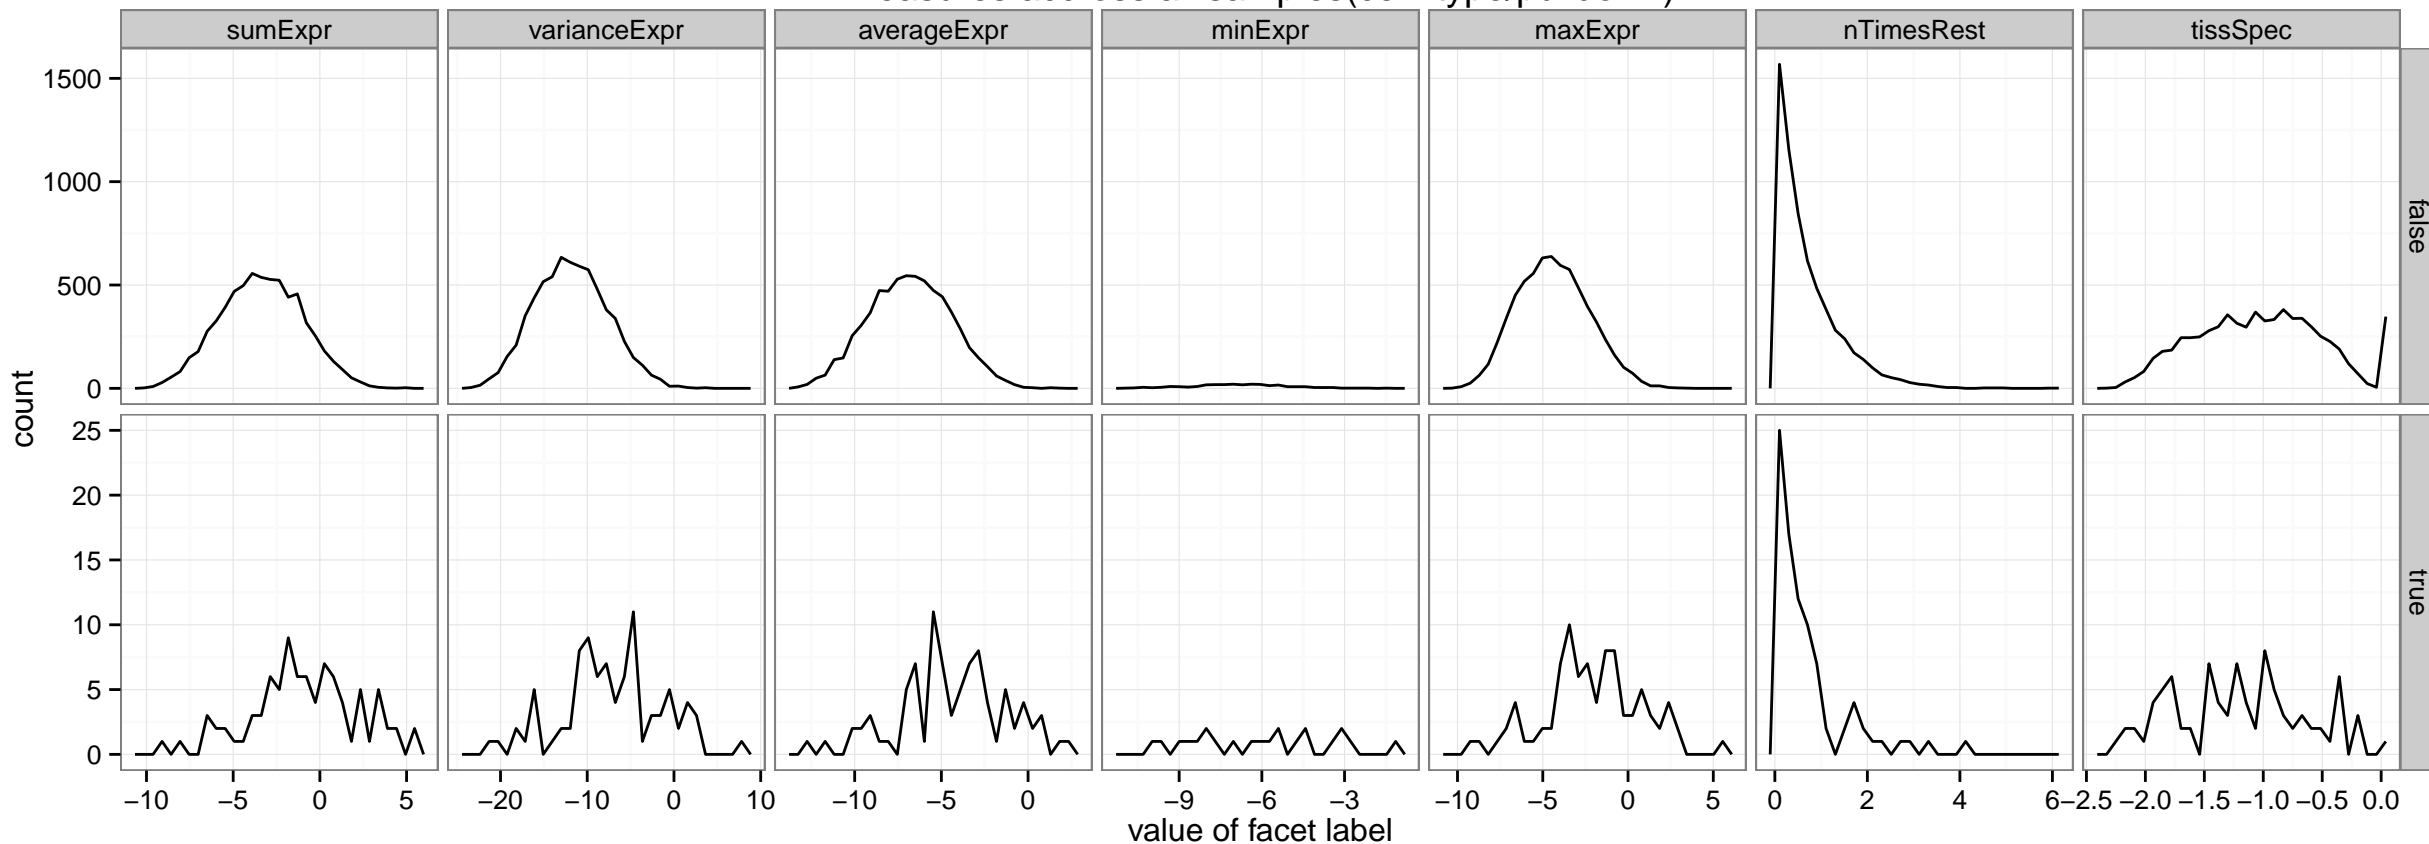 sumExpr varianceExpr averageExpr minExpr maxExpr nTimesRest tissSpec
1500
1000
500
0
false
25
20
15
10
5
0
true
count
−10 −5 0 5 −20 −10 0 10 −10 −5 0 −9 −6 −3 −10 −5 0 5 0 2 4 6 −2.5 −2.0 −1.5 −1.0 −0.5 0.0
value of facet label